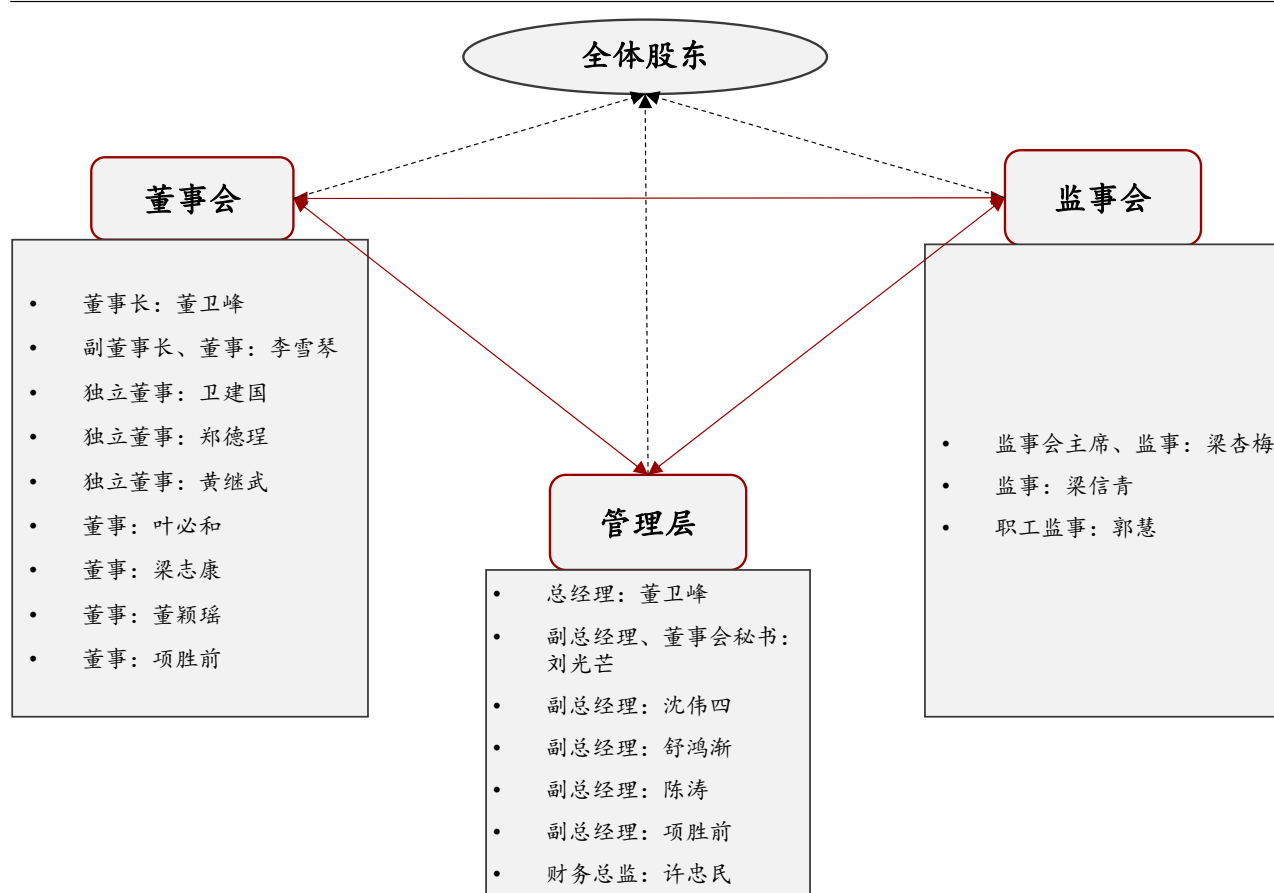 全体股东
董事会
监事会
• 董事长：董卫峰
• 副董事长、董事：李雪琴
• 独立董事：卫建国
• 独立董事：郑德珵
• 独立董事：黄继武
• 董事：叶必和
• 董事：梁志康
• 董事：董颖瑶
• 董事：项胜前
• 监事会主席、监事：梁杏梅
• 监事：梁信青
• 职工监事：郭慧
管理层
• 总经理：董卫峰
• 副总经理、董事会秘书：
刘光芒
• 副总经理：沈伟四
• 副总经理：舒鸿渐
• 副总经理：陈涛
• 副总经理：项胜前
• 财务总监：许忠民